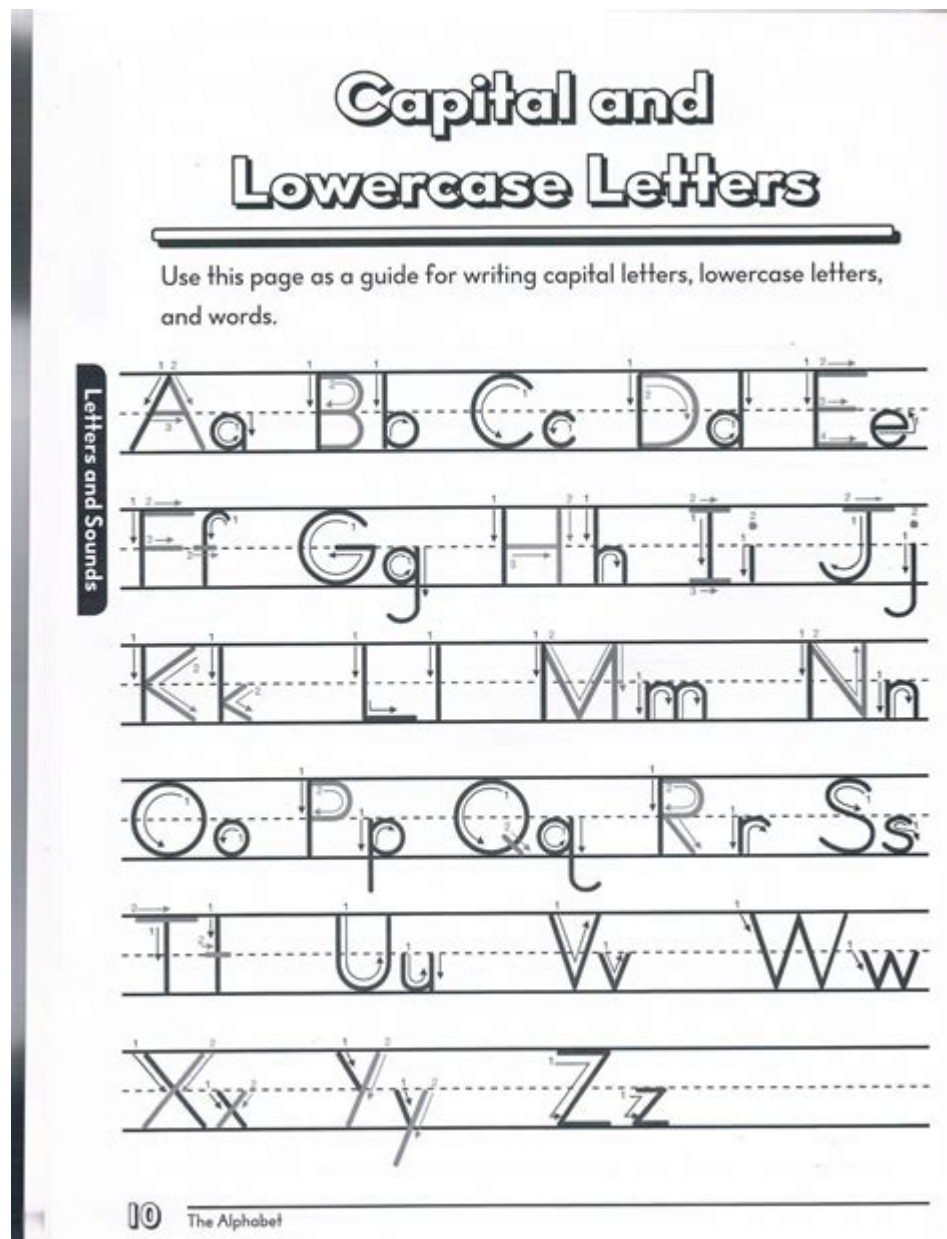 Capital and
Lowercase Letters
Use this page as a guide for writing capital letters, lowercase letters,
and words.
Letters and Sounds
Aa Bb Cc Dd Ee
Ff Gg Hh Ii Jj
Kk Ll Mm Nn
Oo Pp Qq Rr Ss
Tt Uu Vv Ww
Xx Yy Zz
10 The Alphabet